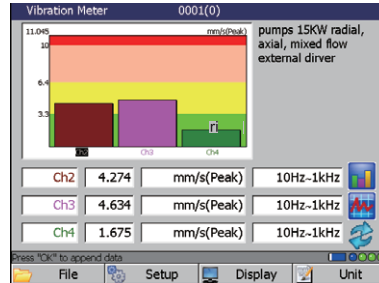 Vibration Meter 0001(0)
11.045 mm/s(Peak)
10
6.4
3.3
ri
Ch2 Ch3 Ch4
pumps 15KW radial,
axial, mixed flow
external dirver
Ch2 4.274 mm/s(Peak) 10Hz~1kHz
Ch3 4.634 mm/s(Peak) 10Hz~1kHz
Ch4 1.675 mm/s(Peak) 10Hz~1kHz
Press "OK" to append data
File Setup Display Unit